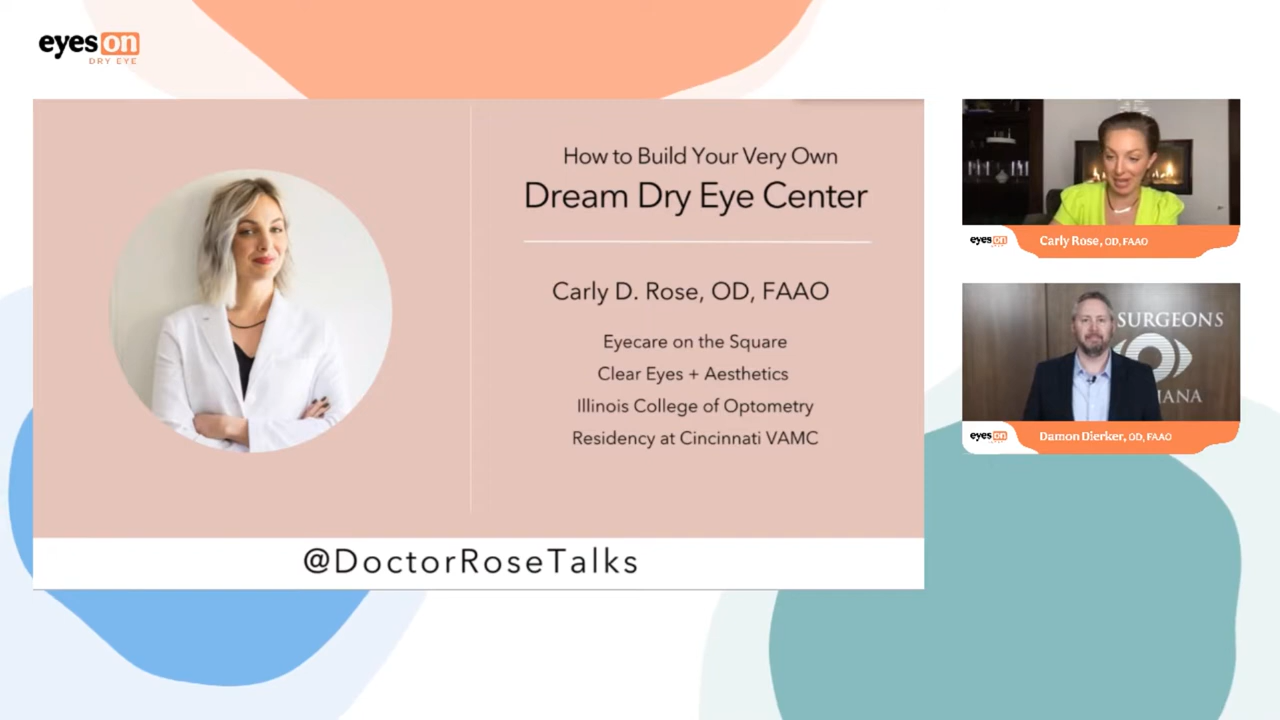 eyes on
DRY EYE
How to Build Your Very Own
Dream Dry Eye Center
Carly D. Rose, OD, FAAO
Eyecare on the Square
Clear Eyes + Aesthetics
Illinois College of Optometry
Residency at Cincinnati VAMC
@DoctorRoseTalks
eyes on
Carly Rose, OD, FAAO
SURGEONS
IANA
eyes on
Damon Dierker, OD, FAAO